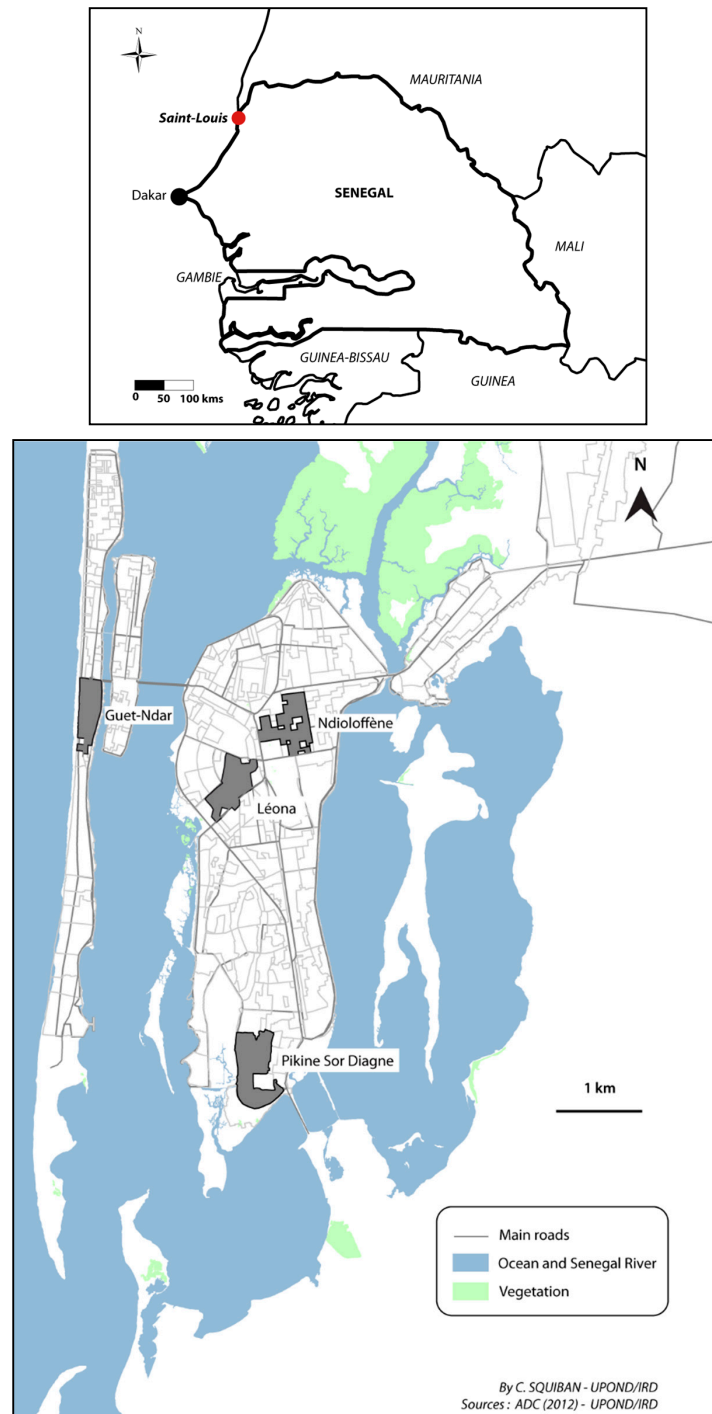 N
MAURITANIA
Saint-Louis
Dakar
SENEGAL
MALI
GAMBIE
GUINEA-BISSAU
GUINEA
0 50 100 kms
N
Guet-Ndar
Ndioloffène
Léona
Pikine Sor Diagne
1 km
Main roads
Ocean and Senegal River
Vegetation
By C. SQUIBAN - UPOND/IRD
Sources : ADC (2012) - UPOND/IRD